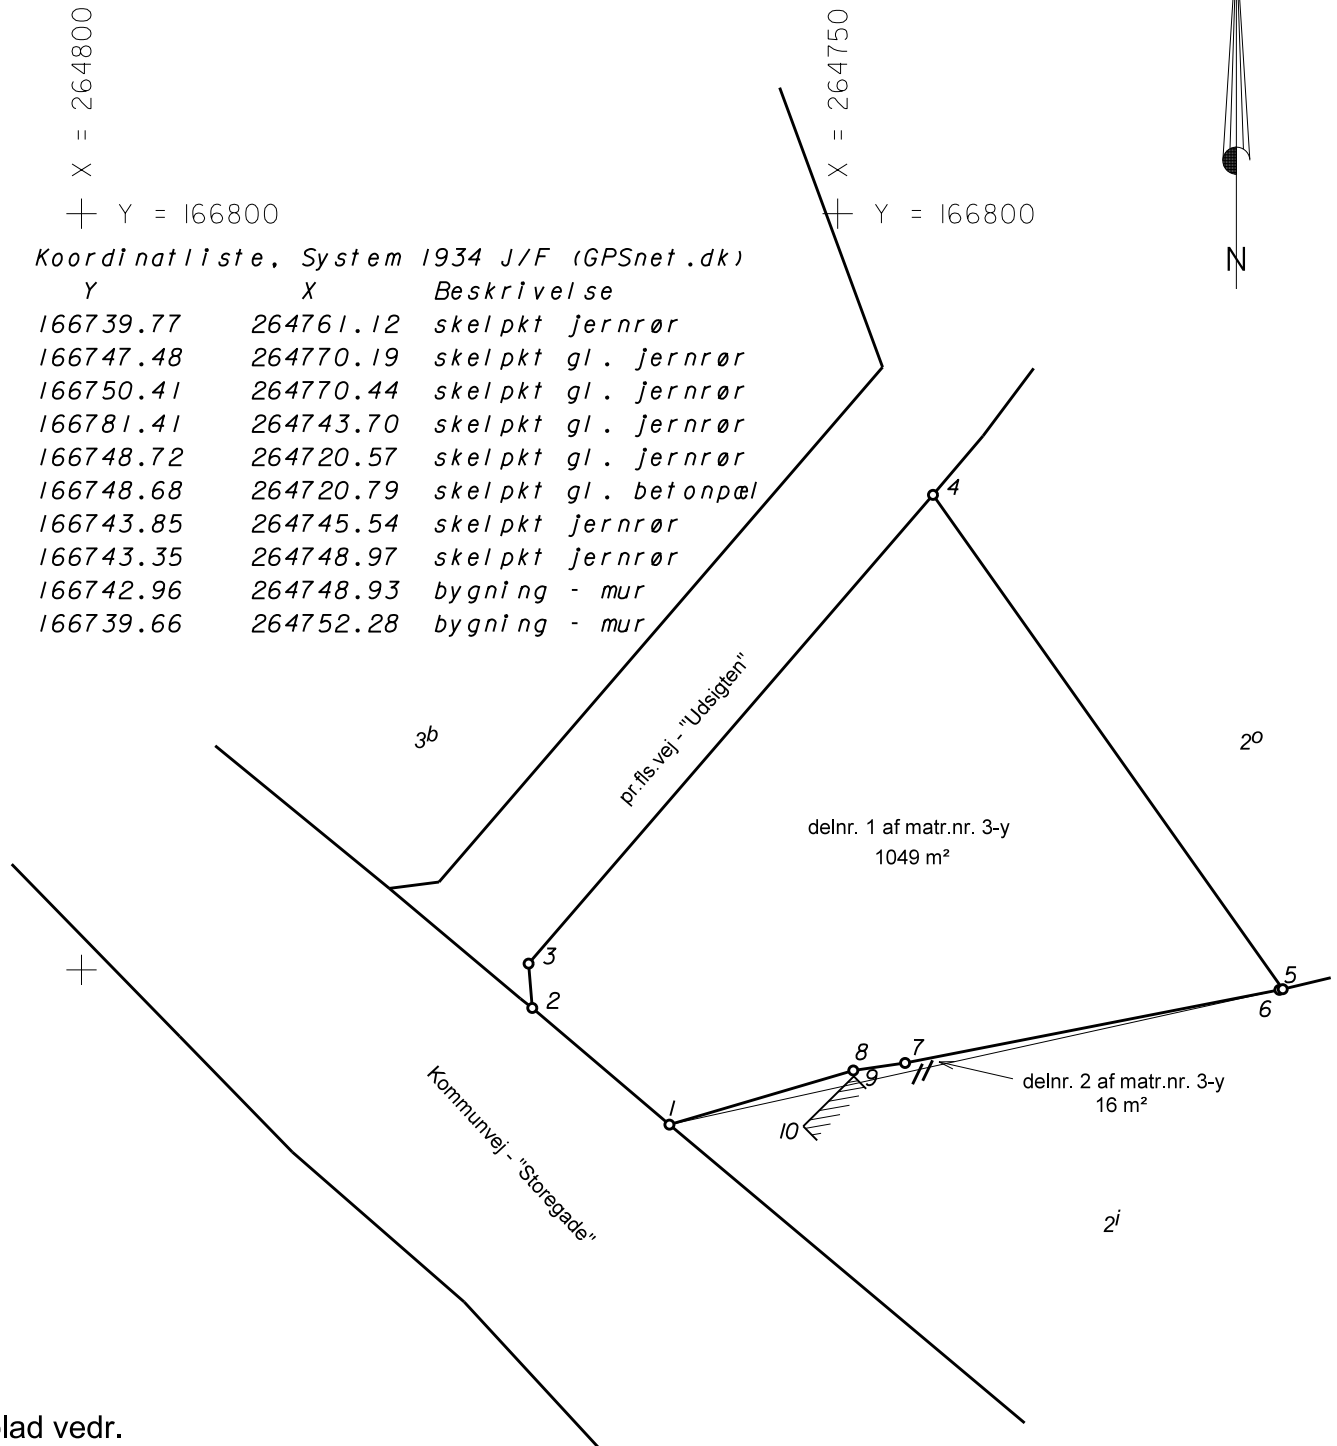 X = 264800
X = 264750
Y = 166800
Y = 166800
N
Koordinatliste, System 1934 J/F (GPSnet.dk)
Y X Beskrivelse
166739.77 264761.12 skelpkt jernrør
166747.48 264770.19 skelpkt gl. jernrør
166750.41 264770.44 skelpkt gl. jernrør
166781.41 264743.70 skelpkt gl. jernrør
166748.72 264720.57 skelpkt gl. jernrør
166748.68 264720.79 skelpkt gl. betonpæl
166743.85 264745.54 skelpkt jernrør
166743.35 264748.97 skelpkt jernrør
166742.96 264748.93 bygning - mur
166739.66 264752.28 bygning - mur
4
pr.fls.vej - "Udsigten"
3b
2o
delnr. 1 af matr.nr. 3-y
1049 m²
3
2
5
6
7
8
9
delnr. 2 af matr.nr. 3-y
16 m²
1
10
Kommunvej - "Storegade"
2i
lad vedr.